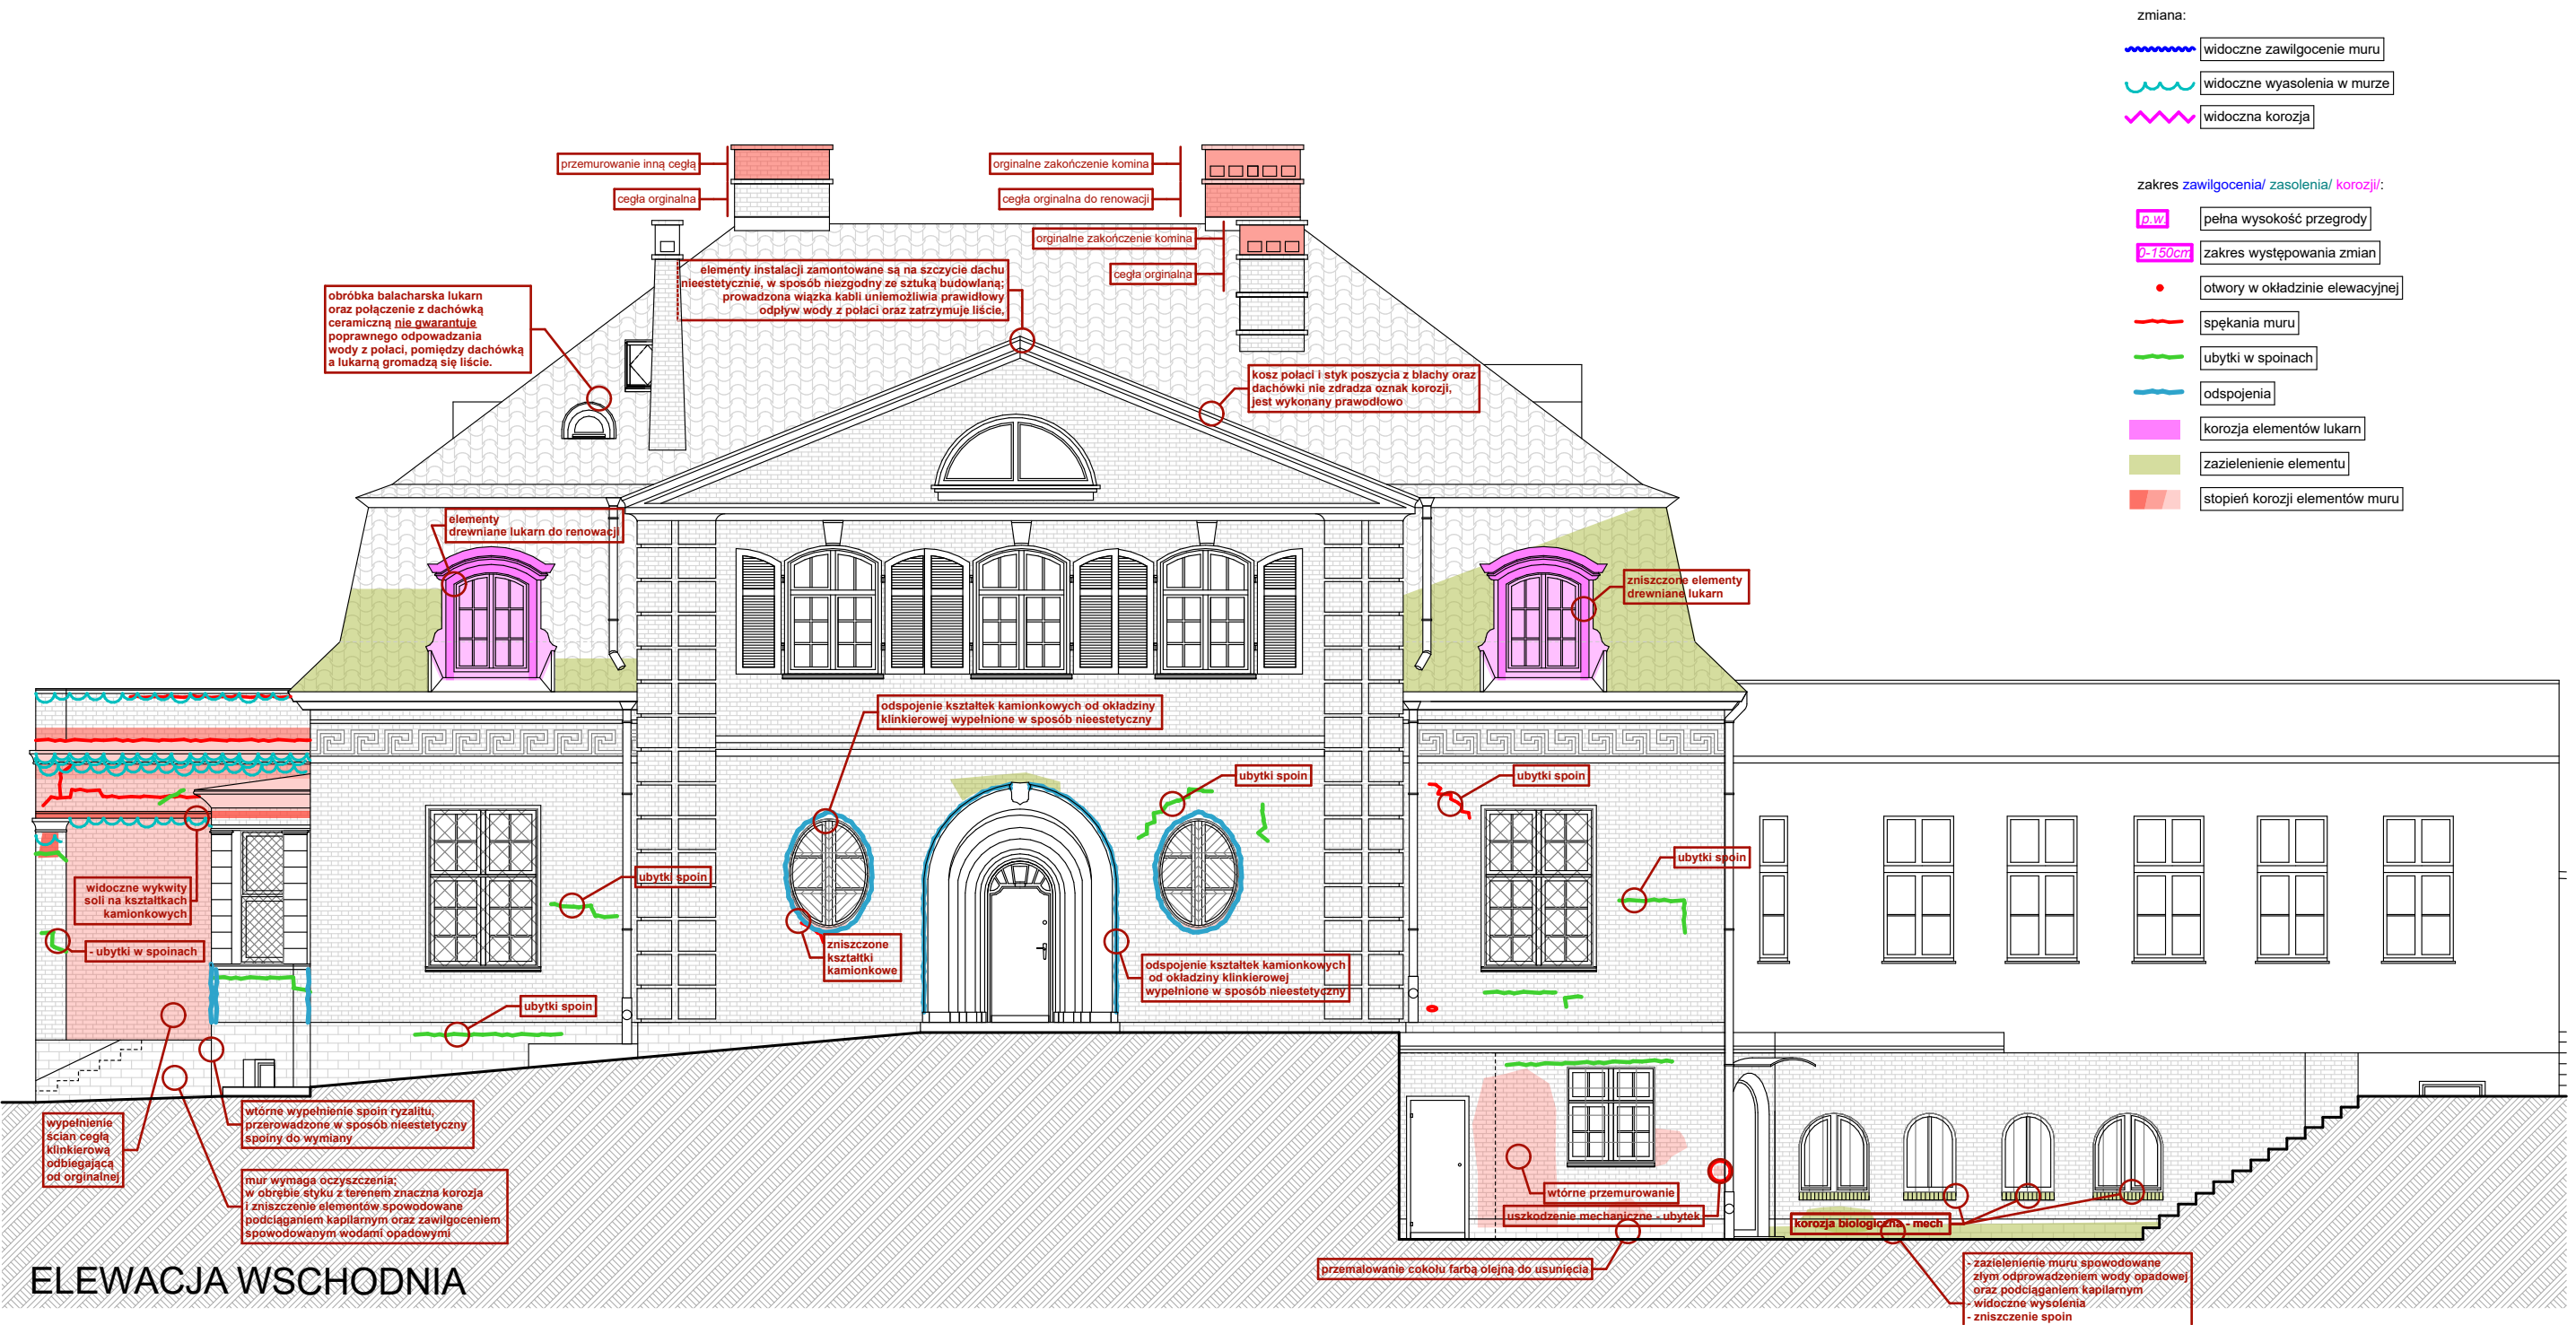 zmiana:
widoczne zawilgocenie muru
widoczne wyasolenia w murze
widoczna korozja
zakres zawilgocenia/ zasolenia/ korozji/:
p.w.
pełna wysokość przegrody
0-150cm
zakres występowania zmian
otwory w okładzinie elewacyjnej
spękania muru
ubytki w spoinach
odspojenia
korozja elementów lukarn
zazielenienie elementu
stopień korozji elementów muru
przemurowanie inną cegłą
cegła orginalna
orginalne zakończenie komina
cegła orginalna do renowacji
orginalne zakończenie komina
cegła orginalna
elementy instalacji zamontowane są na szczycie dachu
nieestetycznie, w sposób niezgodny ze sztuką budowlaną;
prowadzona wiązka kabli uniemożliwia prawidłowy
odpływ wody z połaci oraz zatrzymuje liście,
obróbka balacharska lukarn
oraz połączenie z dachówką
ceramiczną nie gwarantuje
poprawnego odpowadzania
wody z połaci, pomiędzy dachówką
a lukarną gromadzą się liście.
kosz połaci i styk poszycia z blachy oraz
dachówki nie zdradza oznak korozji,
jest wykonany prawodłowo
elementy
drewniane lukarn do renowacji
zniszczone elementy
drewniane lukarn
odspojenie kształtek kamionkowych od okładziny
klinkierowej wypełnione w sposób nieestetyczny
ubytki spoin
ubytki spoin
ubytki spoin
ubytki spoin
widoczne wykwity
soli na kształtkach
kamionkowych
- ubytki w spoinach
zniszczone
kształtki
kamionkowe
odspojenie kształtek kamionkowych
od okładziny klinkierowej
wypełnione w sposób nieestetyczny
ubytki spoin
wypełnienie
ścian cegłą
klinkierową
odbiegającą
od orginalnej
wtórne wypełnienie spoin ryzalitu,
przerowadzone w sposób nieestetyczny
spoiny do wymiany
mur wymaga oczyszczenia;
w obrębie styku z terenem znaczna korozja
i zniszczenie elementów spowodowane
podciąganiem kapilarnym oraz zawilgoceniem
spowodowanym wodami opadowymi
wtórne przemurowanie
uszkodzenie mechaniczne - ubytek
korozja biologiczna - mech
przemalowanie cokołu farbą olejną do usunięcia
- zazielenienie muru spowodowane
złym odprowadzeniem wody opadowej
oraz podciąganiem kapilarnym
- widoczne wysolenia
- zniszczenie spoin
ELEWACJA WSCHODNIA